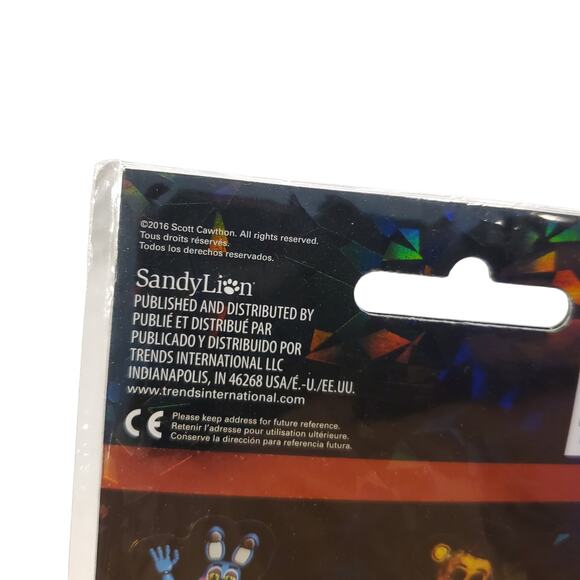 ©2016 Scott Cawthon. All rights reserved.
Tous droits réservés.
Todos los derechos reservados.
SandyLion
PUBLISHED AND DISTRIBUTED BY
PUBLIÉ ET DISTRIBUÉ PAR
PUBLICADO Y DISTRIBUIDO POR
TRENDS INTERNATIONAL LLC
INDIANAPOLIS, IN 46268 USA/É.-U./EE.UU.
www.trendsinternational.com
CE
Please keep address for future reference.
Retenir l'adresse pour utilisation ultérieure.
Conserve la dirección para referencia futura.